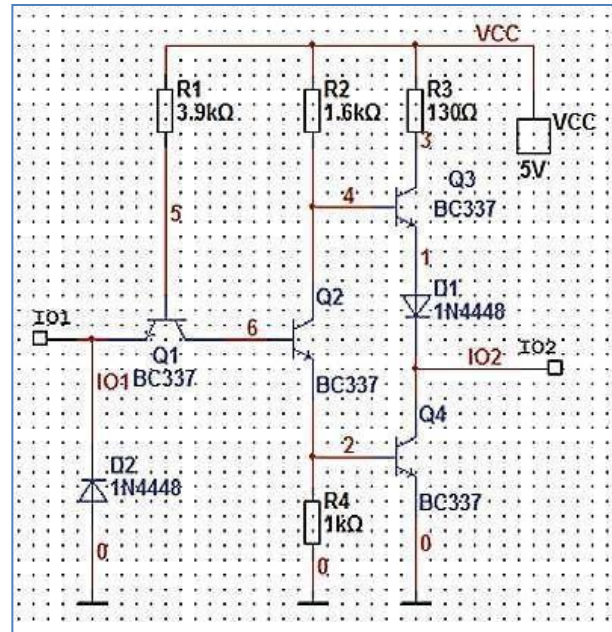 VCC
R1
3.9kΩ
R2
1.6kΩ
R3
130Ω
VCC
3
5V
Q3
BC337
4
5
1
D1
1N4448
Q2
IO1
6
Q1
BC337
IO1
BC337
IO2
IO2
Q4
2
D2
1N4448
BC337
R4
1kΩ
0
0
0